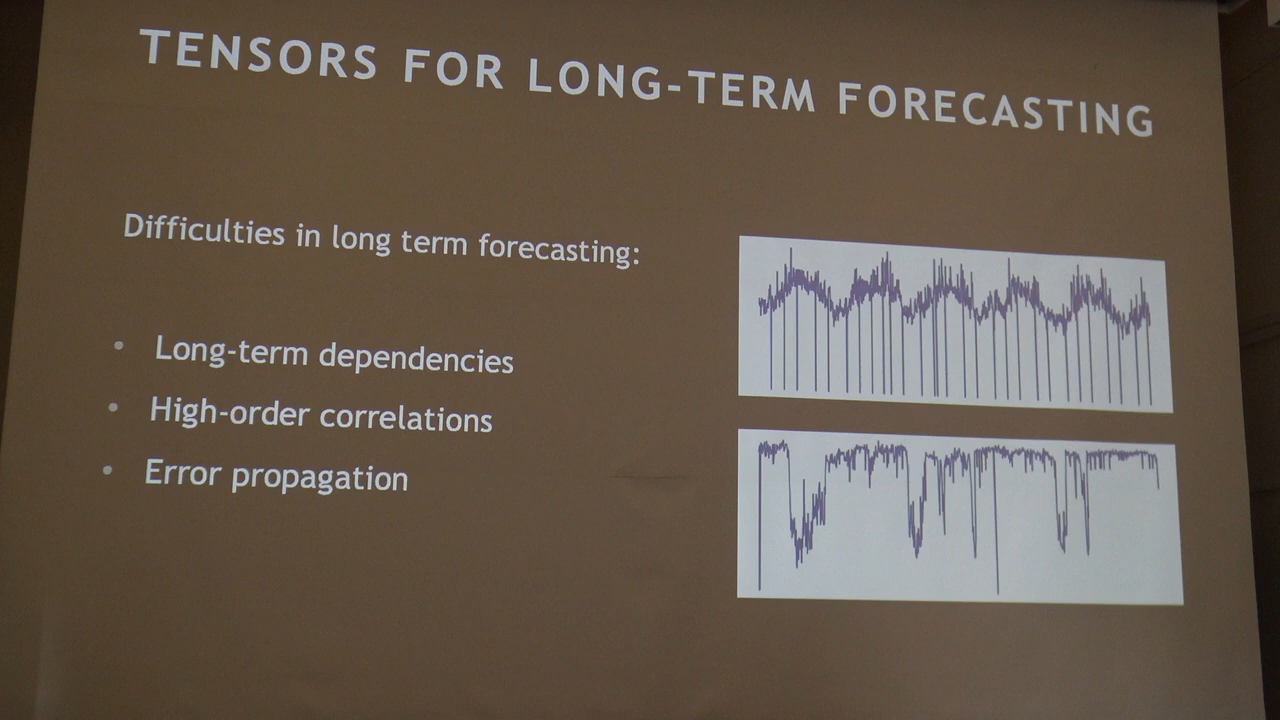 TENSORS FOR LONG-TERM FORECASTING
Difficulties in long term forecasting:
• Long-term dependencies
• High-order correlations
• Error propagation